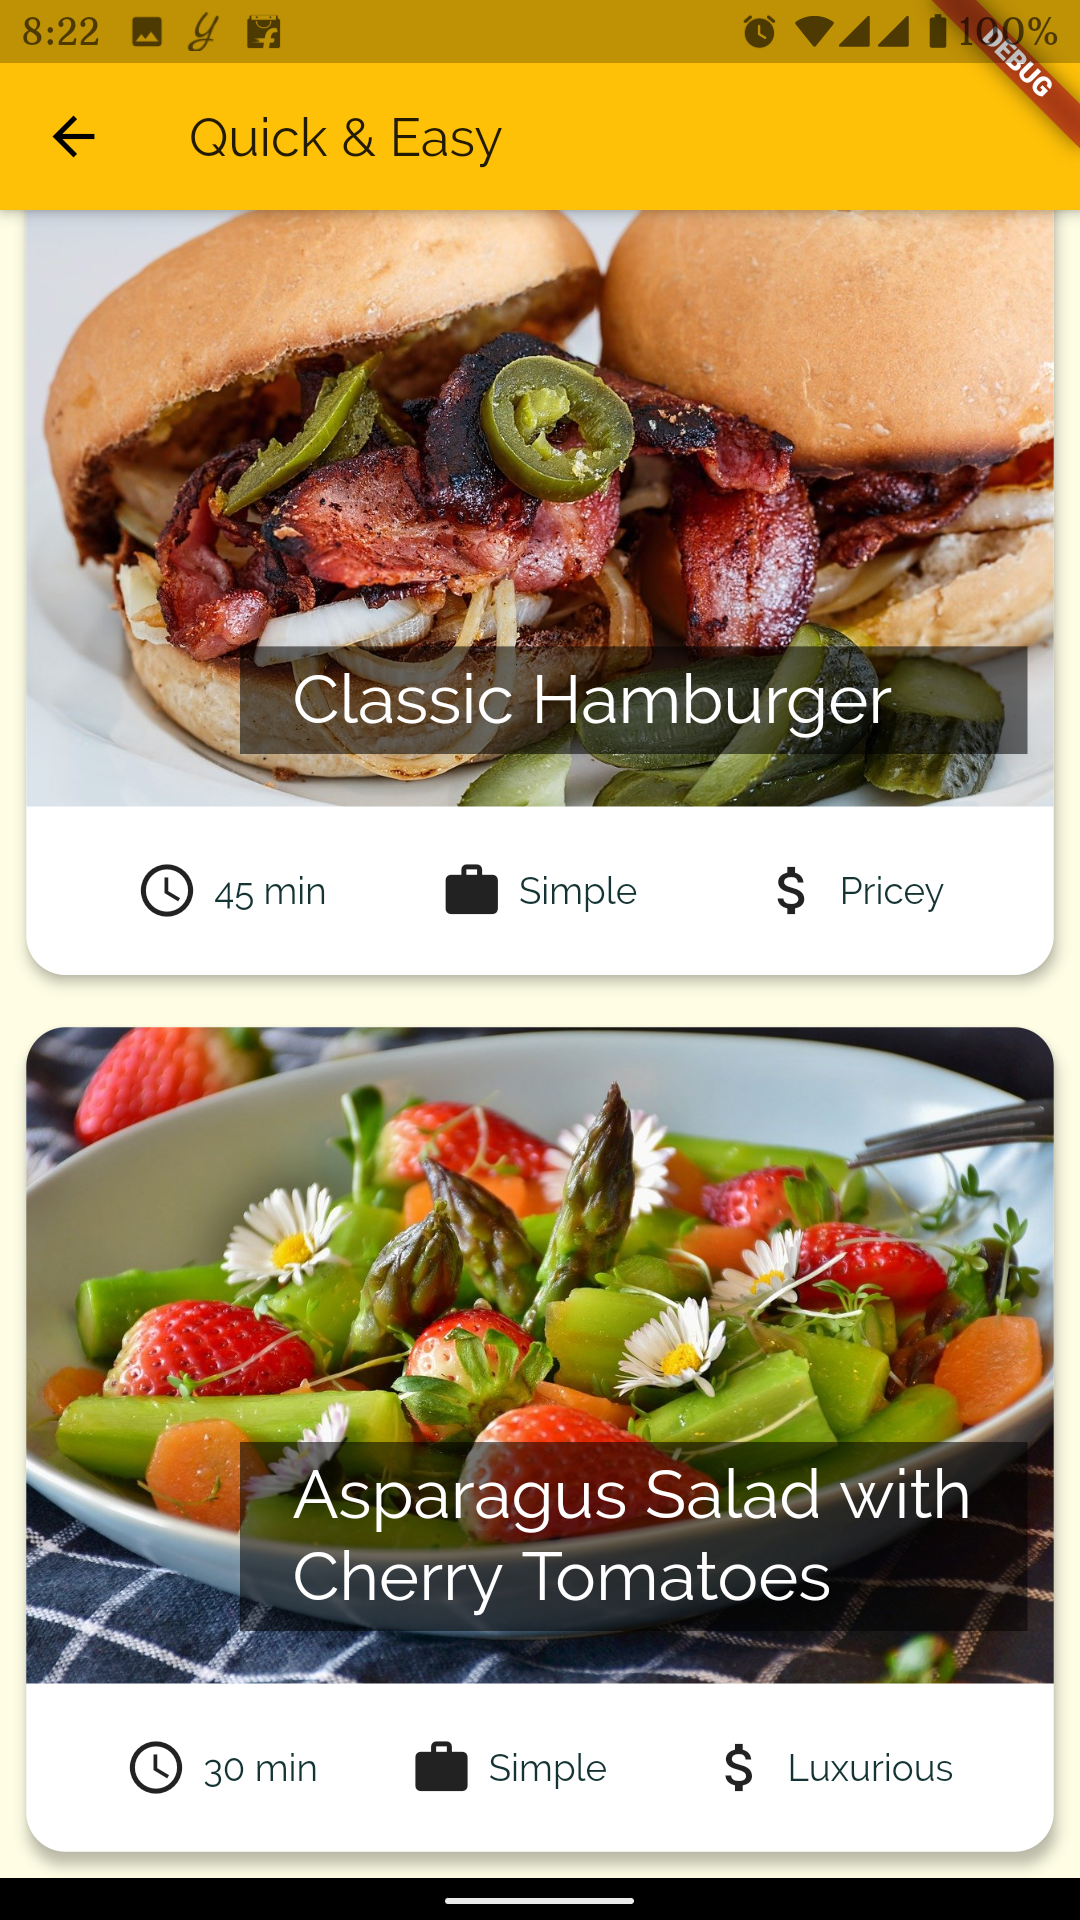 8:22
100%
DEBUG
Quick & Easy
Classic Hamburger
45 min
Simple
Pricey
Asparagus Salad with
Cherry Tomatoes
30 min
Simple
Luxurious